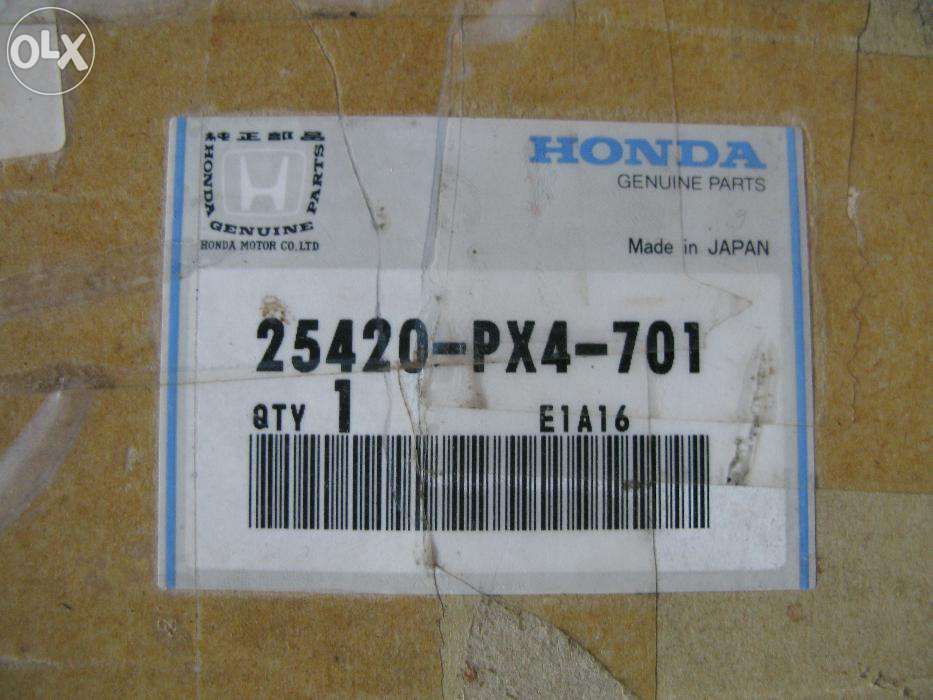 OLX
純正部品
HONDA GENUINE PARTS
HONDA MOTOR CO.,LTD
HONDA
GENUINE PARTS
Made in JAPAN
25420-PX4-701
QTY 1 E1A16